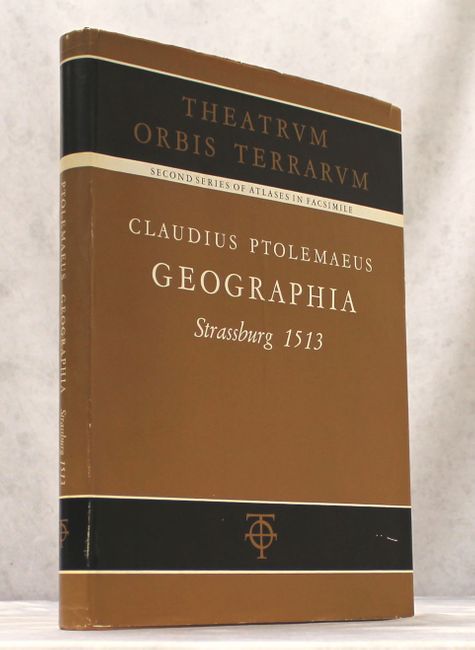 THEATRVM
ORBIS TERRARVM
SECOND SERIES OF ATLASES IN FACSIMILE
CLAUDIUS PTOLEMAEUS
GEOGRAPHIA
Strassburg 1513
PTOLEMAEUS GEOGRAPHIA Strassburg 1513